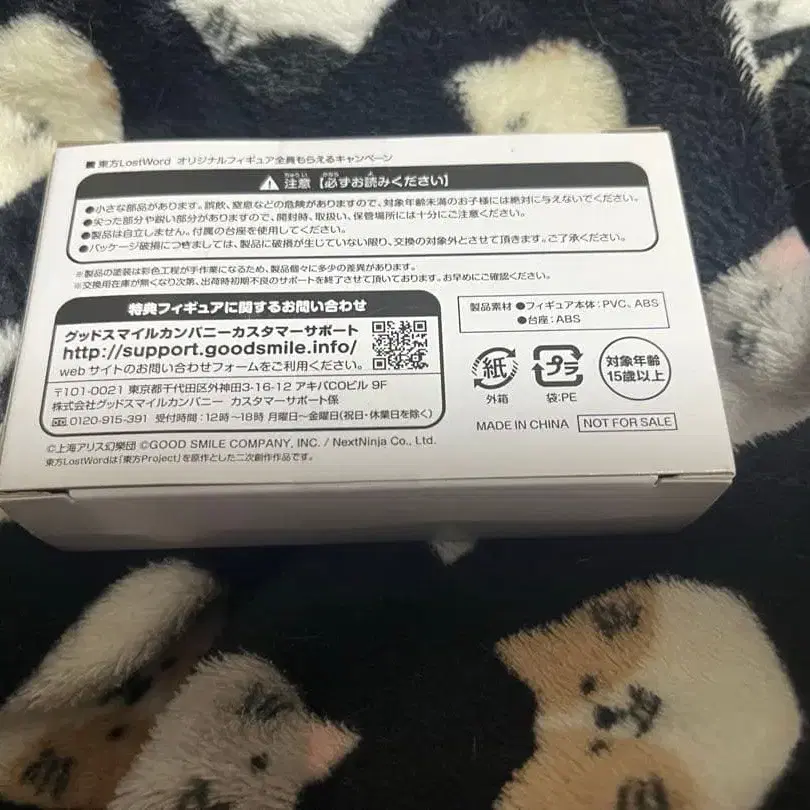 ■ 東方LostWord オリジナルフィギュア全員もらえるキャンペーン
⚠ 注意【必ずお読みください】
●小さな部品があります。誤飲、窒息などの危険がありますので、対象年齢未満のお子様には絶対に与えないでください。
●尖った部分や鋭い部分がありますので、開封時、取扱い、保管場所には十分にご注意ください。
●製品は自立しません。付属の台座を使用してください。
●パッケージ破損につきましては、製品に破損が生じていない限り、交換の対象外とさせて頂きます。ご了承ください。
※製品の塗装は彩色工程が手作業になるため、製品個々に多少の差異があります。
※交換用在庫が無くなり次第、出荷時初期不良のサポートを終了させて頂いております。お早めにご確認ください。
特典フィギュアに関するお問い合わせ
グッドスマイルカンパニーカスタマーサポート
http://support.goodsmile.info/
webサイトのお問い合わせフォームをご利用ください。
〒101-0021 東京都千代田区外神田3-16-12 アキバCOビル 9F
株式会社グッドスマイルカンパニー カスタマーサポート係
0120-915-391 受付時間：12時～18時 月曜日～金曜日(祝日・休業日を除く)
©上海アリス幻樂団 ©GOOD SMILE COMPANY, INC. / NextNinja Co., Ltd.
東方LostWordは「東方Project」を原作とした二次創作作品です。
製品素材 ●フィギュア本体：PVC、ABS
●台座：ABS
紙
外箱
プラ
袋：PE
対象年齢
15歳以上
MADE IN CHINA
NOT FOR SALE